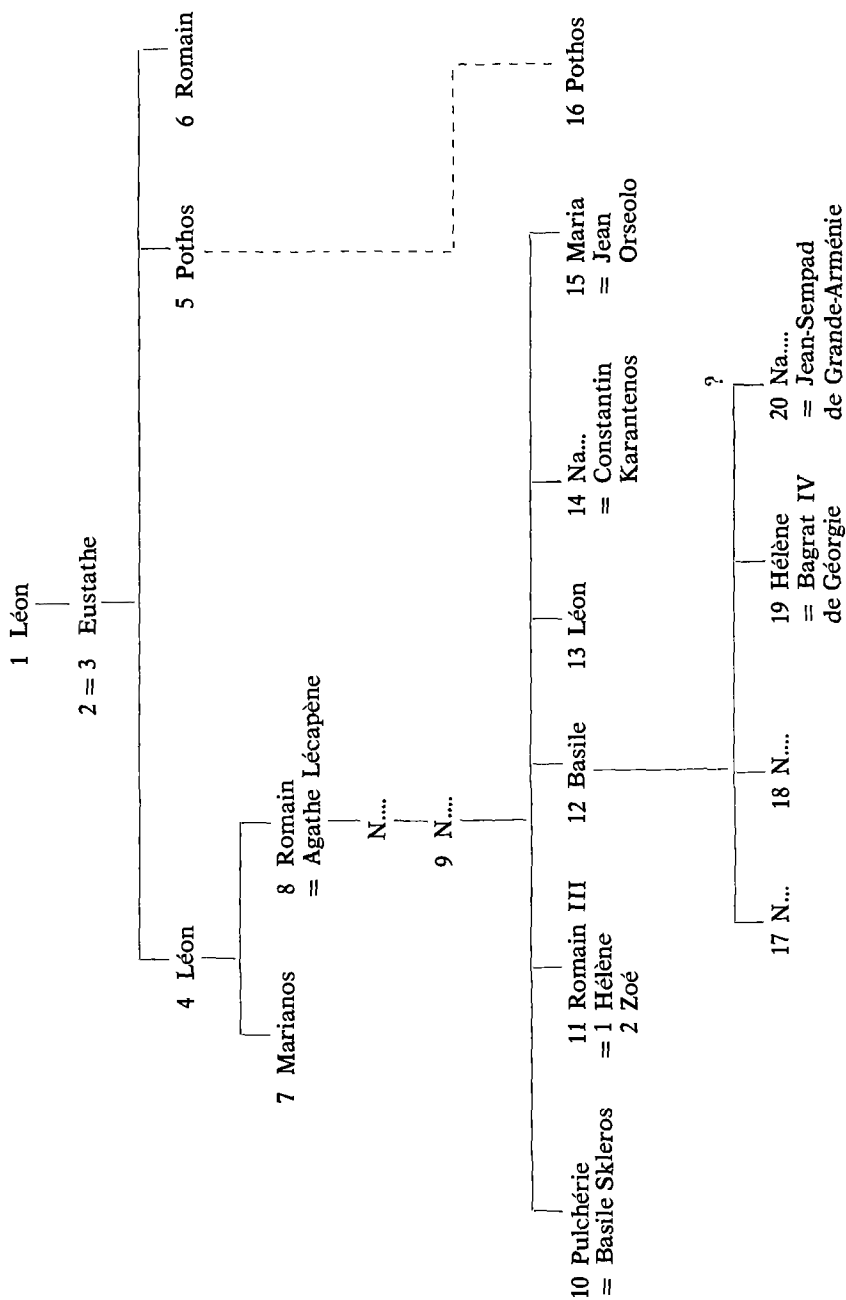 1 Léon
2 = 3 Eustathe
4 Léon
5 Pothos
6 Romain
7 Marianos
8 Romain
= Agathe Lécapène
N....
9 N....
10 Pulchérie
= Basile Skleros
11 Romain III
= 1 Hélène
2 Zoé
12 Basile
13 Léon
14 Na...
= Constantin
Karantenos
15 Maria
= Jean
Orseolo
16 Pothos
?
17 N...
18 N....
19 Hélène
= Bagrat IV
de Géorgie
20 Na....
= Jean-Sempad
de Grande-Arménie